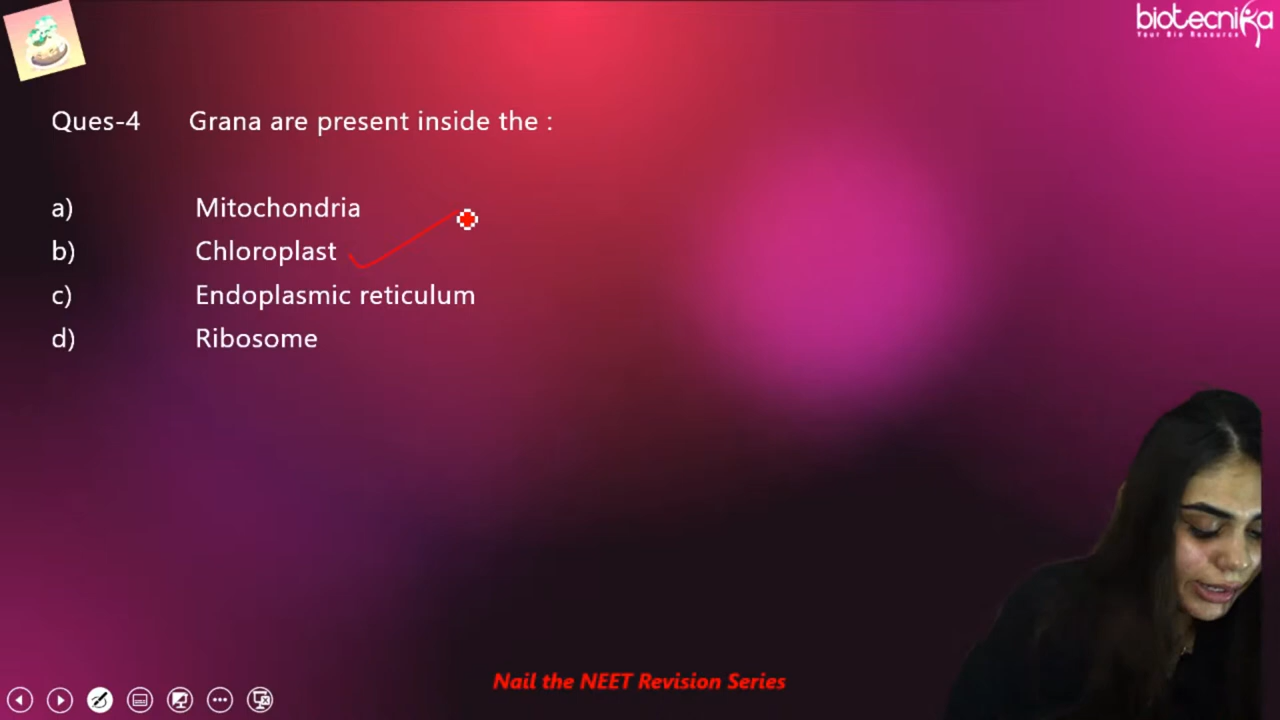 biotecnika
Your Bio Resource
Ques-4 Grana are present inside the :
a) Mitochondria
b) Chloroplast
c) Endoplasmic reticulum
d) Ribosome
Nail the NEET Revision Series